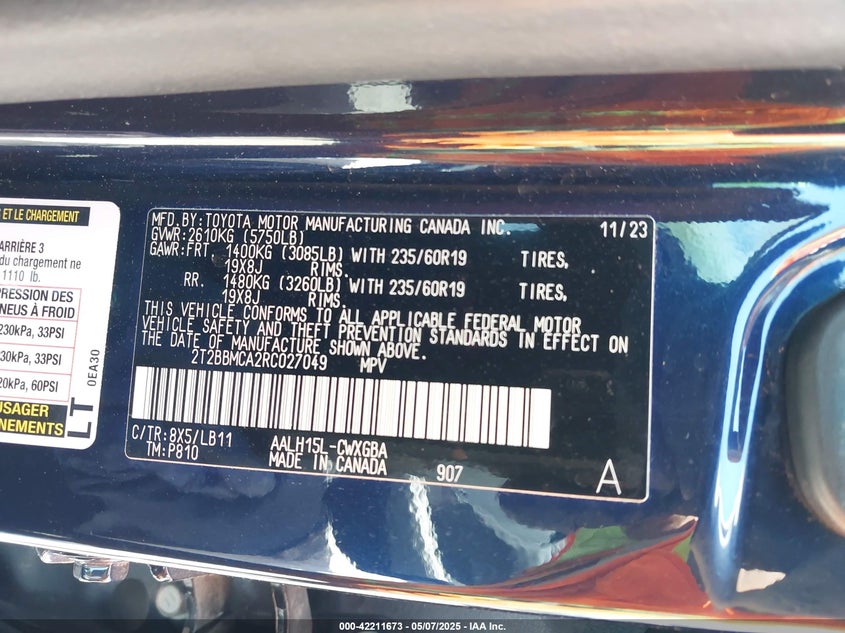 ET LE CHARGEMENT
ARRIÈRE 3
du chargement ne
1110 lb.
PRESSION DES
PNEUS À FROID
230kPa, 33PSI
230kPa, 33PSI
420kPa, 60PSI
USAGER
LT 0EA30
MFD.BY:TOYOTA MOTOR MANUFACTURING CANADA INC. 11/23
GVWR:2610KG (5750LB)
GAWR:FRT. 1400KG (3085LB) WITH 235/60R19 TIRES,
19X8J RIMS.
RR. 1480KG (3260LB) WITH 235/60R19 TIRES,
19X8J RIMS.
THIS VEHICLE CONFORMS TO ALL APPLICABLE FEDERAL MOTOR
VEHICLE SAFETY AND THEFT PREVENTION STANDARDS IN EFFECT ON
THE DATE OF MANUFACTURE SHOWN ABOVE.
2T2BBMCA2RC027049 MPV
C/TR:8X5/LB11 AALH15L-CWXGBA
TM:P810 MADE IN CANADA 907 A
000-42211673 - 05/07/2025 - IAA Inc.